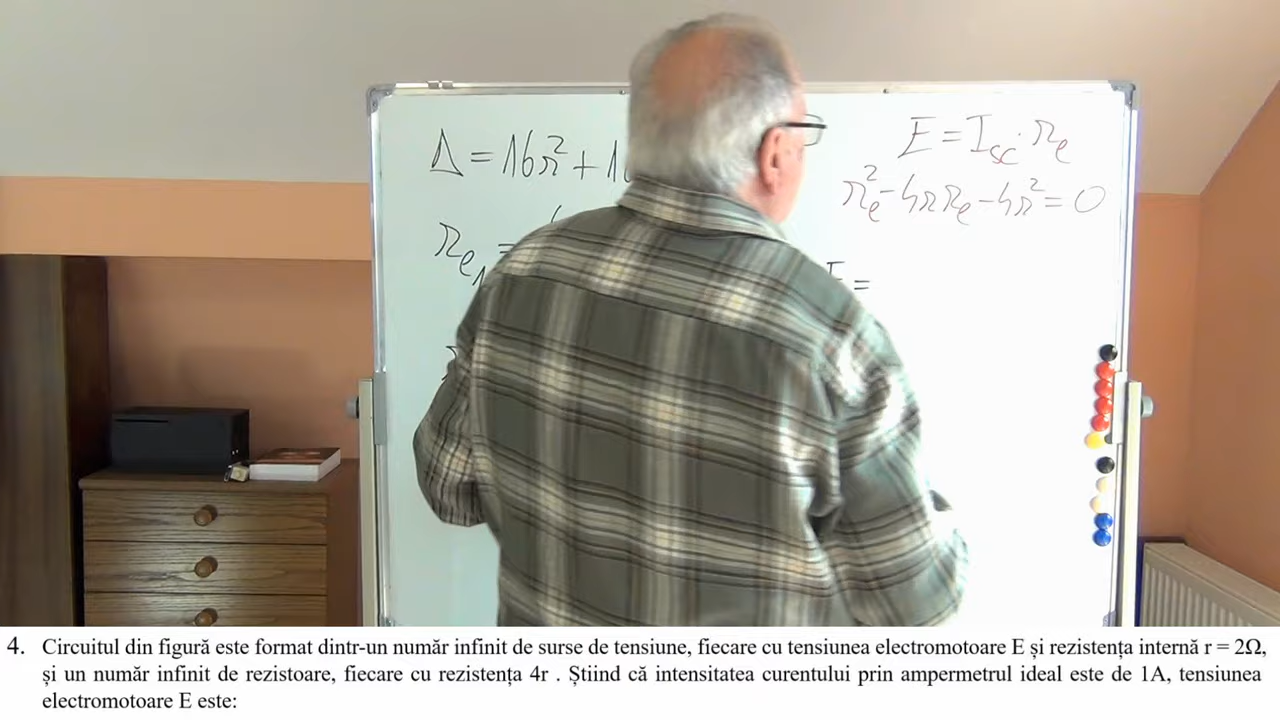 Δ = 16r² + 1
E = I_sc · r_e
r_e² - 4r r_e - 4r² = 0
r_e1 =
=
4. Circuitul din figură este format dintr-un număr infinit de surse de tensiune, fiecare cu tensiunea electromotoare E și rezistența internă r = 2Ω,
și un număr infinit de rezistoare, fiecare cu rezistența 4r . Știind că intensitatea curentului prin ampermetrul ideal este de 1A, tensiunea
electromotoare E este: